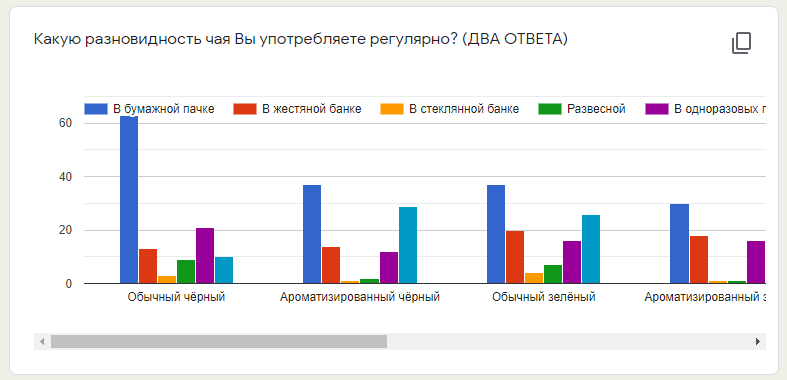 Какую разновидность чая Вы употребляете регулярно? (ДВА ОТВЕТА)
В бумажной пачке В жестяной банке В стеклянной банке Развесной В одноразовых
60
40
20
0
Обычный чёрный Ароматизированный чёрный Обычный зелёный Ароматизированный